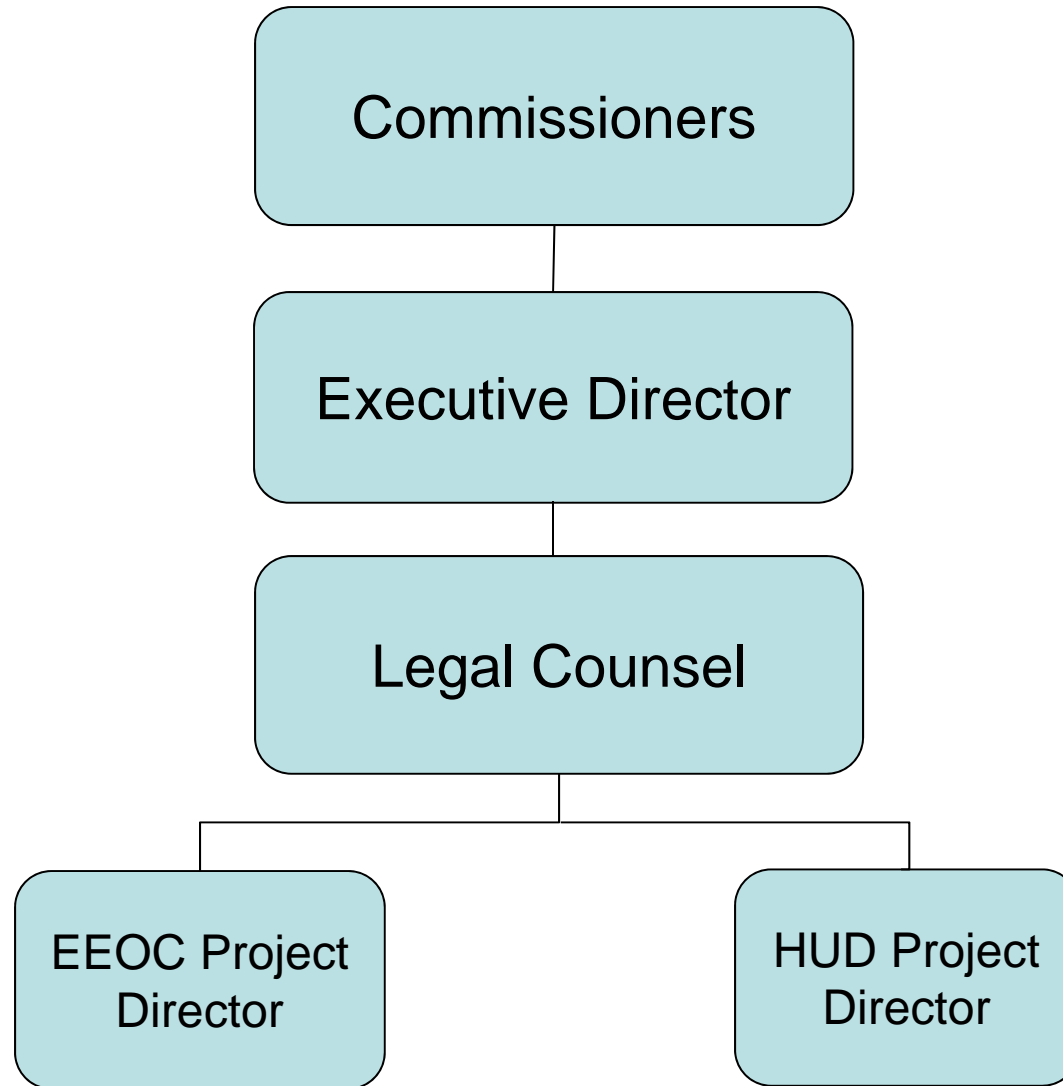 Commissioners
Executive Director
Legal Counsel
EEOC Project
Director
HUD Project
Director